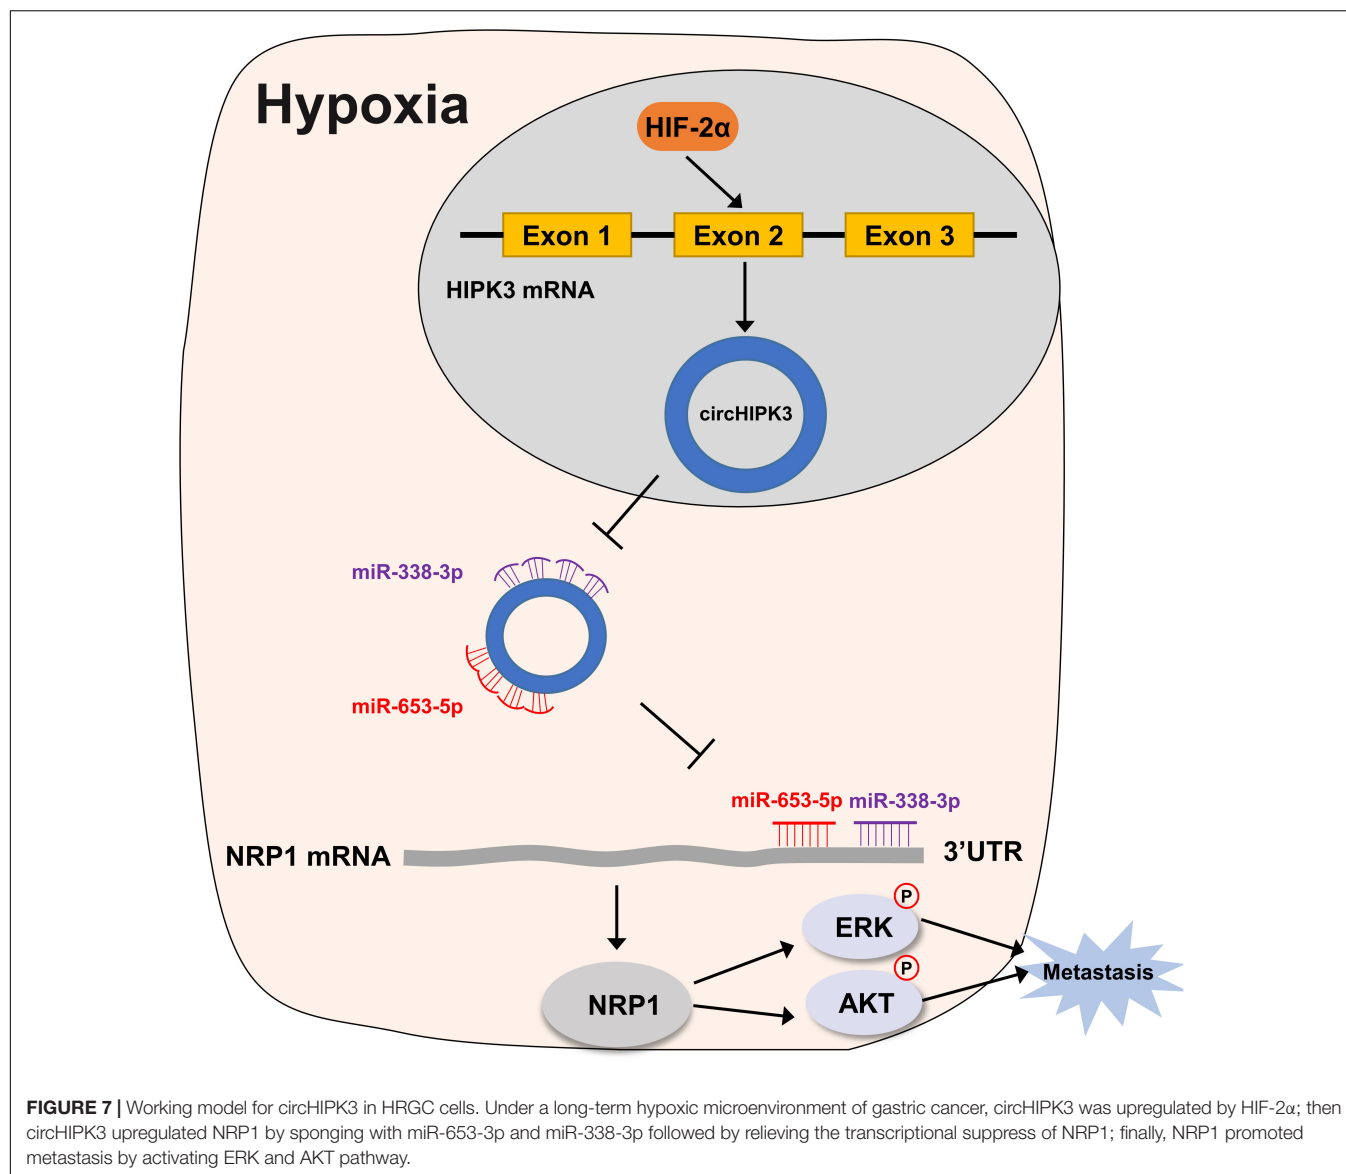 Hypoxia
HIF-2α
Exon 1 Exon 2 Exon 3
HIPK3 mRNA
circHIPK3
miR-338-3p
miR-653-5p
miR-653-5p miR-338-3p
NRP1 mRNA 3’UTR
P
ERK
P
Metastasis
NRP1 AKT
FIGURE 7 | Working model for circHIPK3 in HRGC cells. Under a long-term hypoxic microenvironment of gastric cancer, circHIPK3 was upregulated by HIF-2α; then
circHIPK3 upregulated NRP1 by sponging with miR-653-3p and miR-338-3p followed by relieving the transcriptional suppress of NRP1; finally, NRP1 promoted
metastasis by activating ERK and AKT pathway.